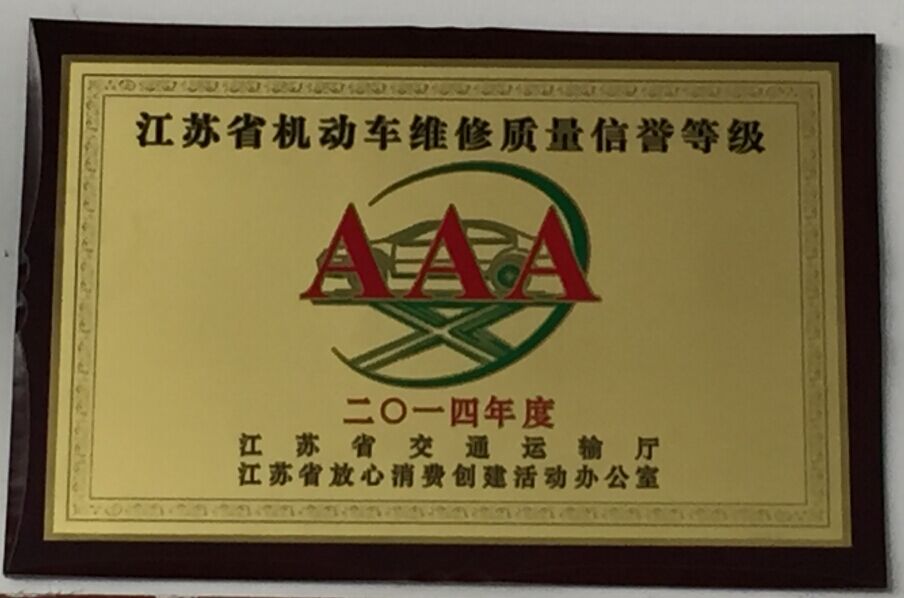 江苏省机动车维修质量信誉等级
AAA
二〇一四年度
江苏省交通运输厅
江苏省放心消费创建活动办公室